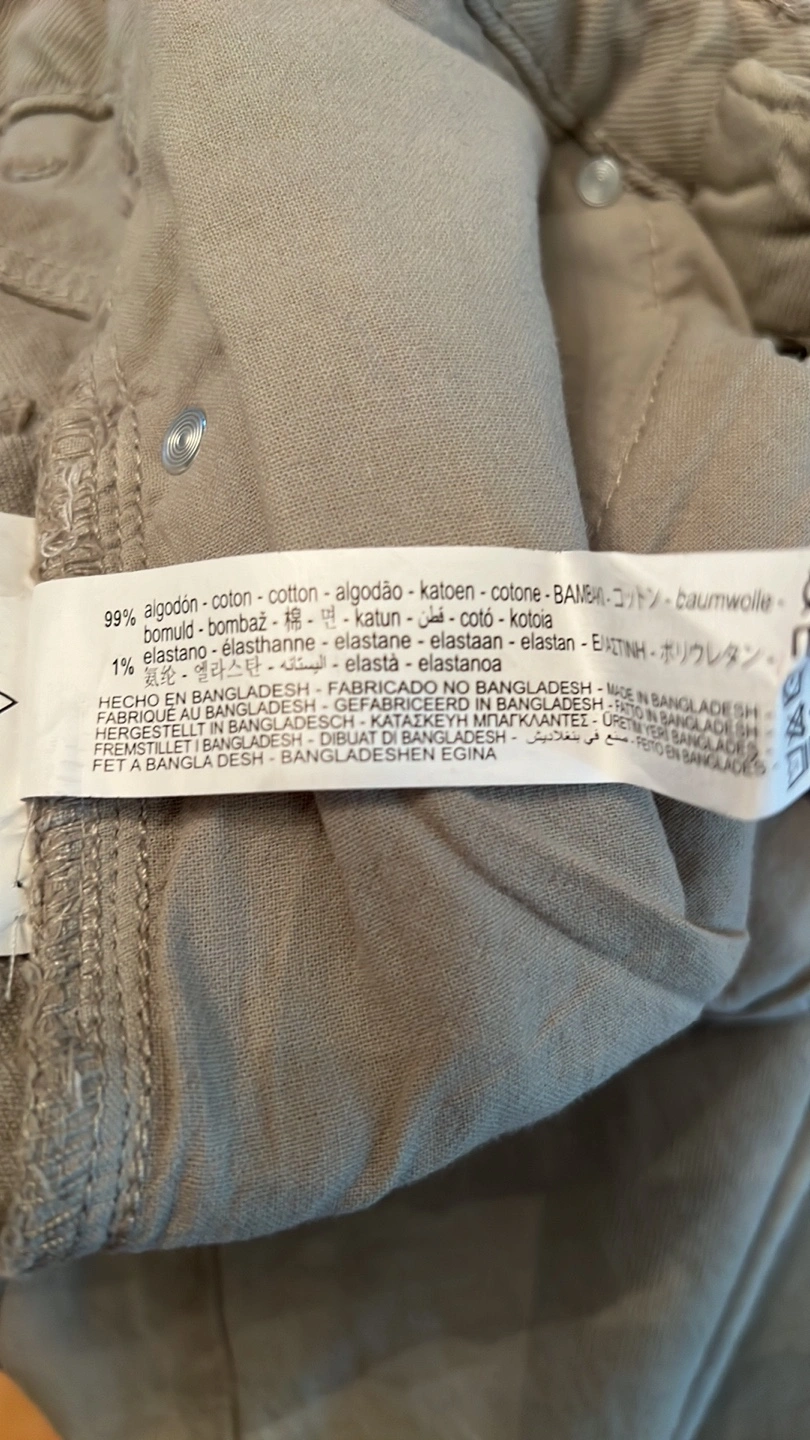 99% algodón - coton - cotton - algodão - katoen - cotone - BAMBAKI - コットン - baumwolle -
bomuld - bombaž - 棉 - 면 - katun - قطن - cotó - kotoia
1% elastano - élasthanne - elastane - elastaan - elastan - ΕΛΑΣΤΙΝΗ - ポリウレタン -
氨纶 - 엘라스탄 - اليستانه - elastà - elastanoa
HECHO EN BANGLADESH - FABRICADO NO BANGLADESH - MADE IN BANGLADESH -
FABRIQUÉ AU BANGLADESH - GEFABRICEERD IN BANGLADESH - FATTO IN BANGLADESH -
HERGESTELLT IN BANGLADESCH - ΚΑΤΑΣΚΕΥΗ ΜΠΑΓΚΛΑΝΤΕΣ - ÜRETİM YERİ BANGLADEŞ -
FREMSTILLET I BANGLADESH - DIBUAT DI BANGLADESH - صنع في بنغلاديش - FEITO EN BANGLADÉS -
FET A BANGLA DESH - BANGLADESHEN EGINA